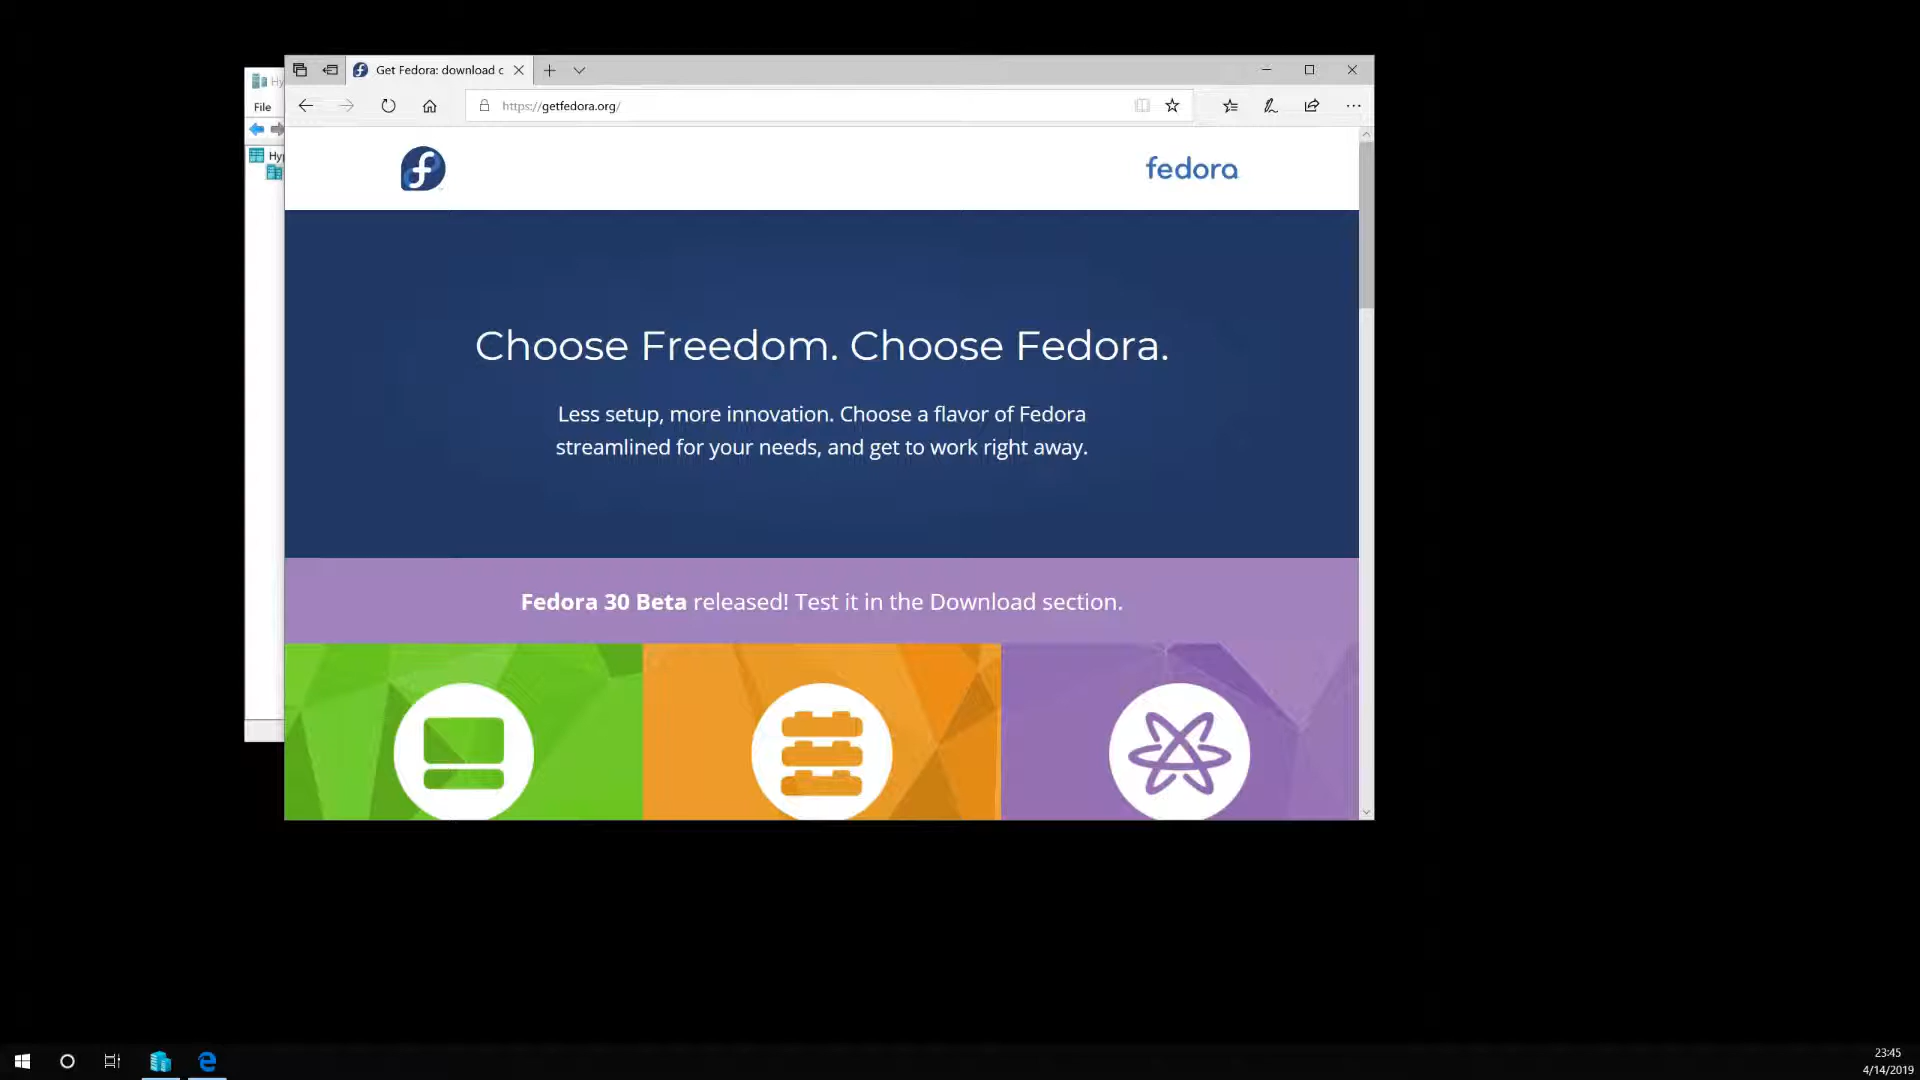 Get Fedora: download c
Hy
File
https://getfedora.org/
Hyp
fedora
Choose Freedom. Choose Fedora.
Less setup, more innovation. Choose a flavor of Fedora
streamlined for your needs, and get to work right away.
Fedora 30 Beta released! Test it in the Download section.
23:45
4/14/2019